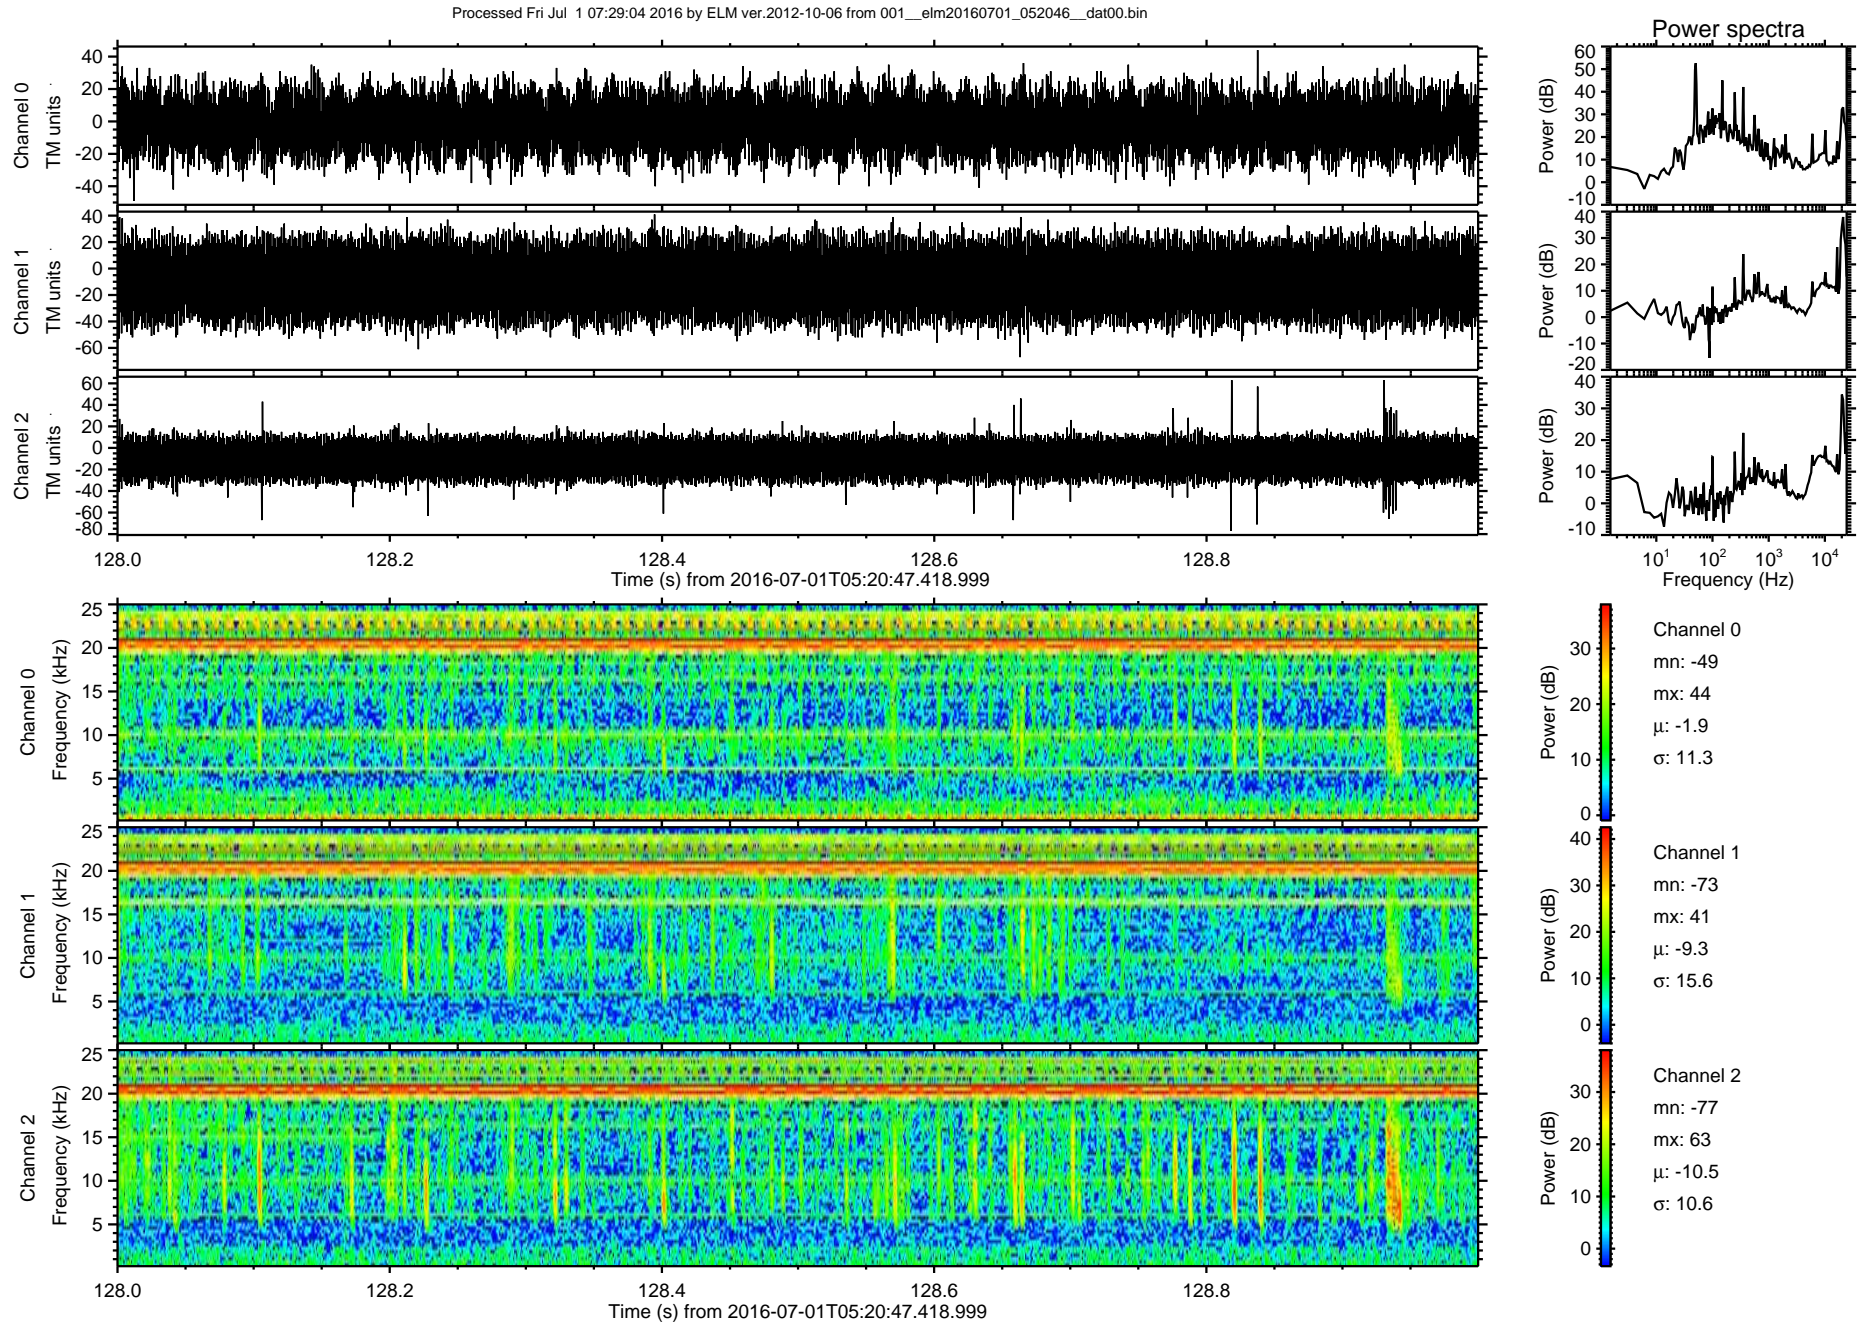 Processed Fri Jul  1 07:29:04 2016 by ELM ver.2012-10-06 from 001__elm20160701_052046__dat00.bin
Power spectra
Channel 0
TM units
40
20
0
-20
-40
Power (dB)
60
50
40
30
20
10
0
-10
Channel 1
TM units
40
20
0
-20
-40
-60
Power (dB)
40
30
20
10
0
-10
-20
Channel 2
TM units
60
40
20
0
-20
-40
-60
-80
Power (dB)
40
30
20
10
0
-10
128.0 128.2 128.4 128.6 128.8
Time (s) from 2016-07-01T05:20:47.418.999
10¹ 10² 10³ 10⁴
Frequency (Hz)
Channel 0
Frequency (kHz)
25
20
15
10
5
Power (dB)
30
20
10
0
Channel 0
mn: -49
mx: 44
μ: -1.9
σ: 11.3
Channel 1
Frequency (kHz)
25
20
15
10
5
Power (dB)
40
30
20
10
0
Channel 1
mn: -73
mx: 41
μ: -9.3
σ: 15.6
Channel 2
Frequency (kHz)
25
20
15
10
5
Power (dB)
30
20
10
0
Channel 2
mn: -77
mx: 63
μ: -10.5
σ: 10.6
128.0 128.2 128.4 128.6 128.8
Time (s) from 2016-07-01T05:20:47.418.999